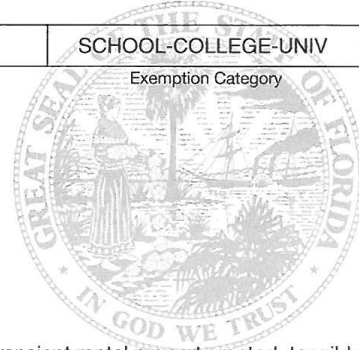 SCHOOL-COLLEGE-UNIV
Exemption Category
GREAT SEAL OF THE STATE OF FLORIDA
IN GOD WE TRUST